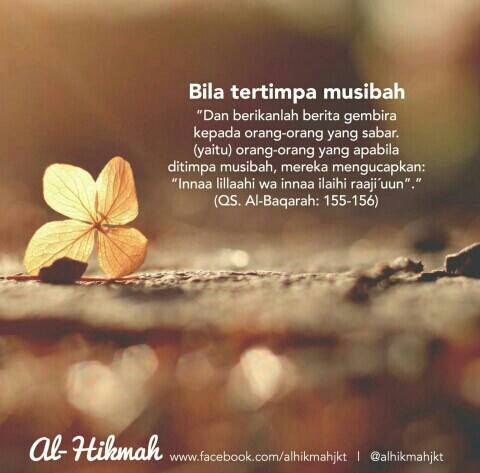 Bila tertimpa musibah
"Dan berikanlah berita gembira
kepada orang-orang yang sabar.
(yaitu) orang-orang yang apabila
ditimpa musibah, mereka mengucapkan:
"Innaa lillaahi wa innaa ilaihi raaji´uun"."
(QS. Al-Baqarah: 155-156)
Al-Hikmah www.facebook.com/alhikmahjkt | @alhikmahjkt